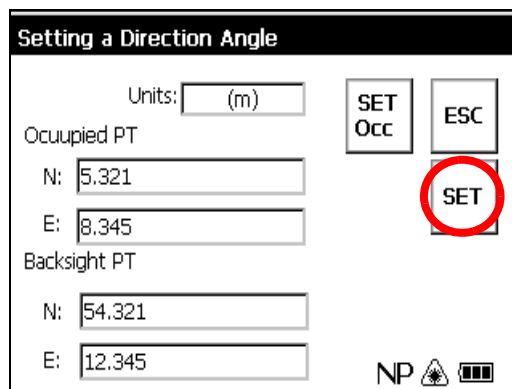 Setting a Direction Angle
Units: (m)
SET Occ
ESC
Ocuupied PT
N: 5.321
SET
E: 8.345
Backsight PT
N: 54.321
E: 12.345
NP